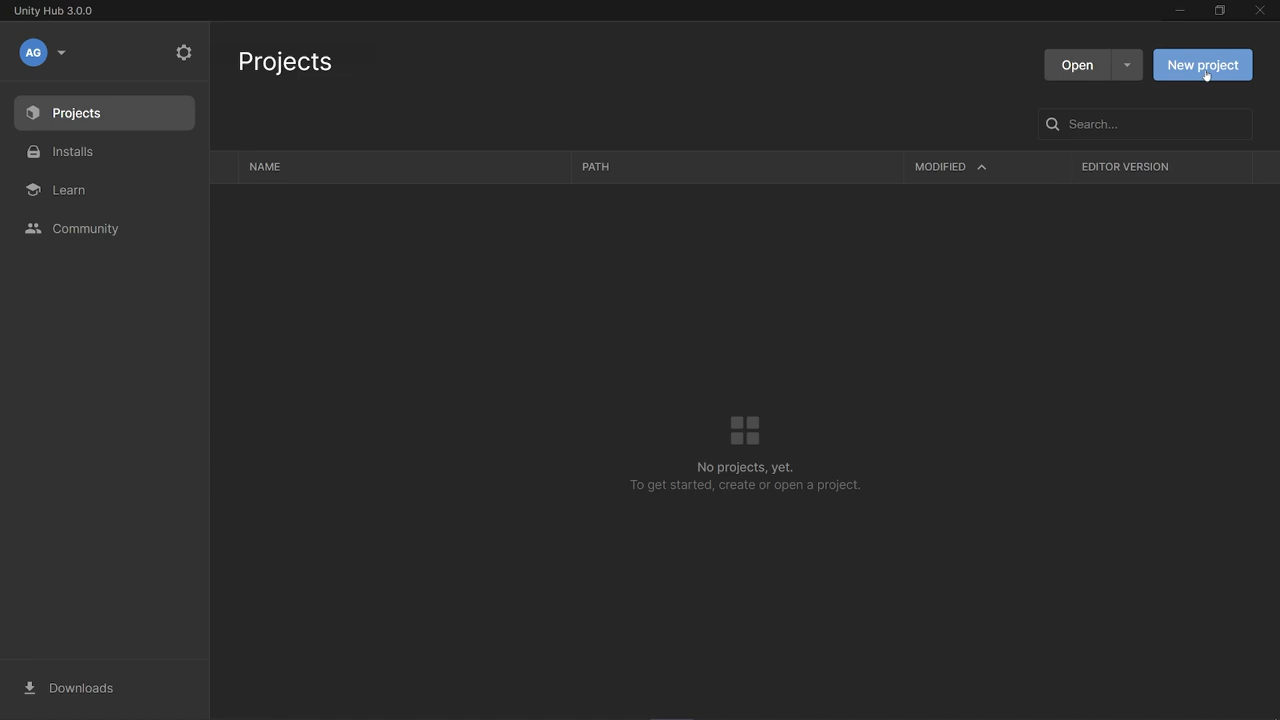 Unity Hub 3.0.0
AG
Projects
Installs
Learn
Community
Downloads
Projects
Open
New project
Search...
NAME
PATH
MODIFIED
EDITOR VERSION
No projects, yet.
To get started, create or open a project.